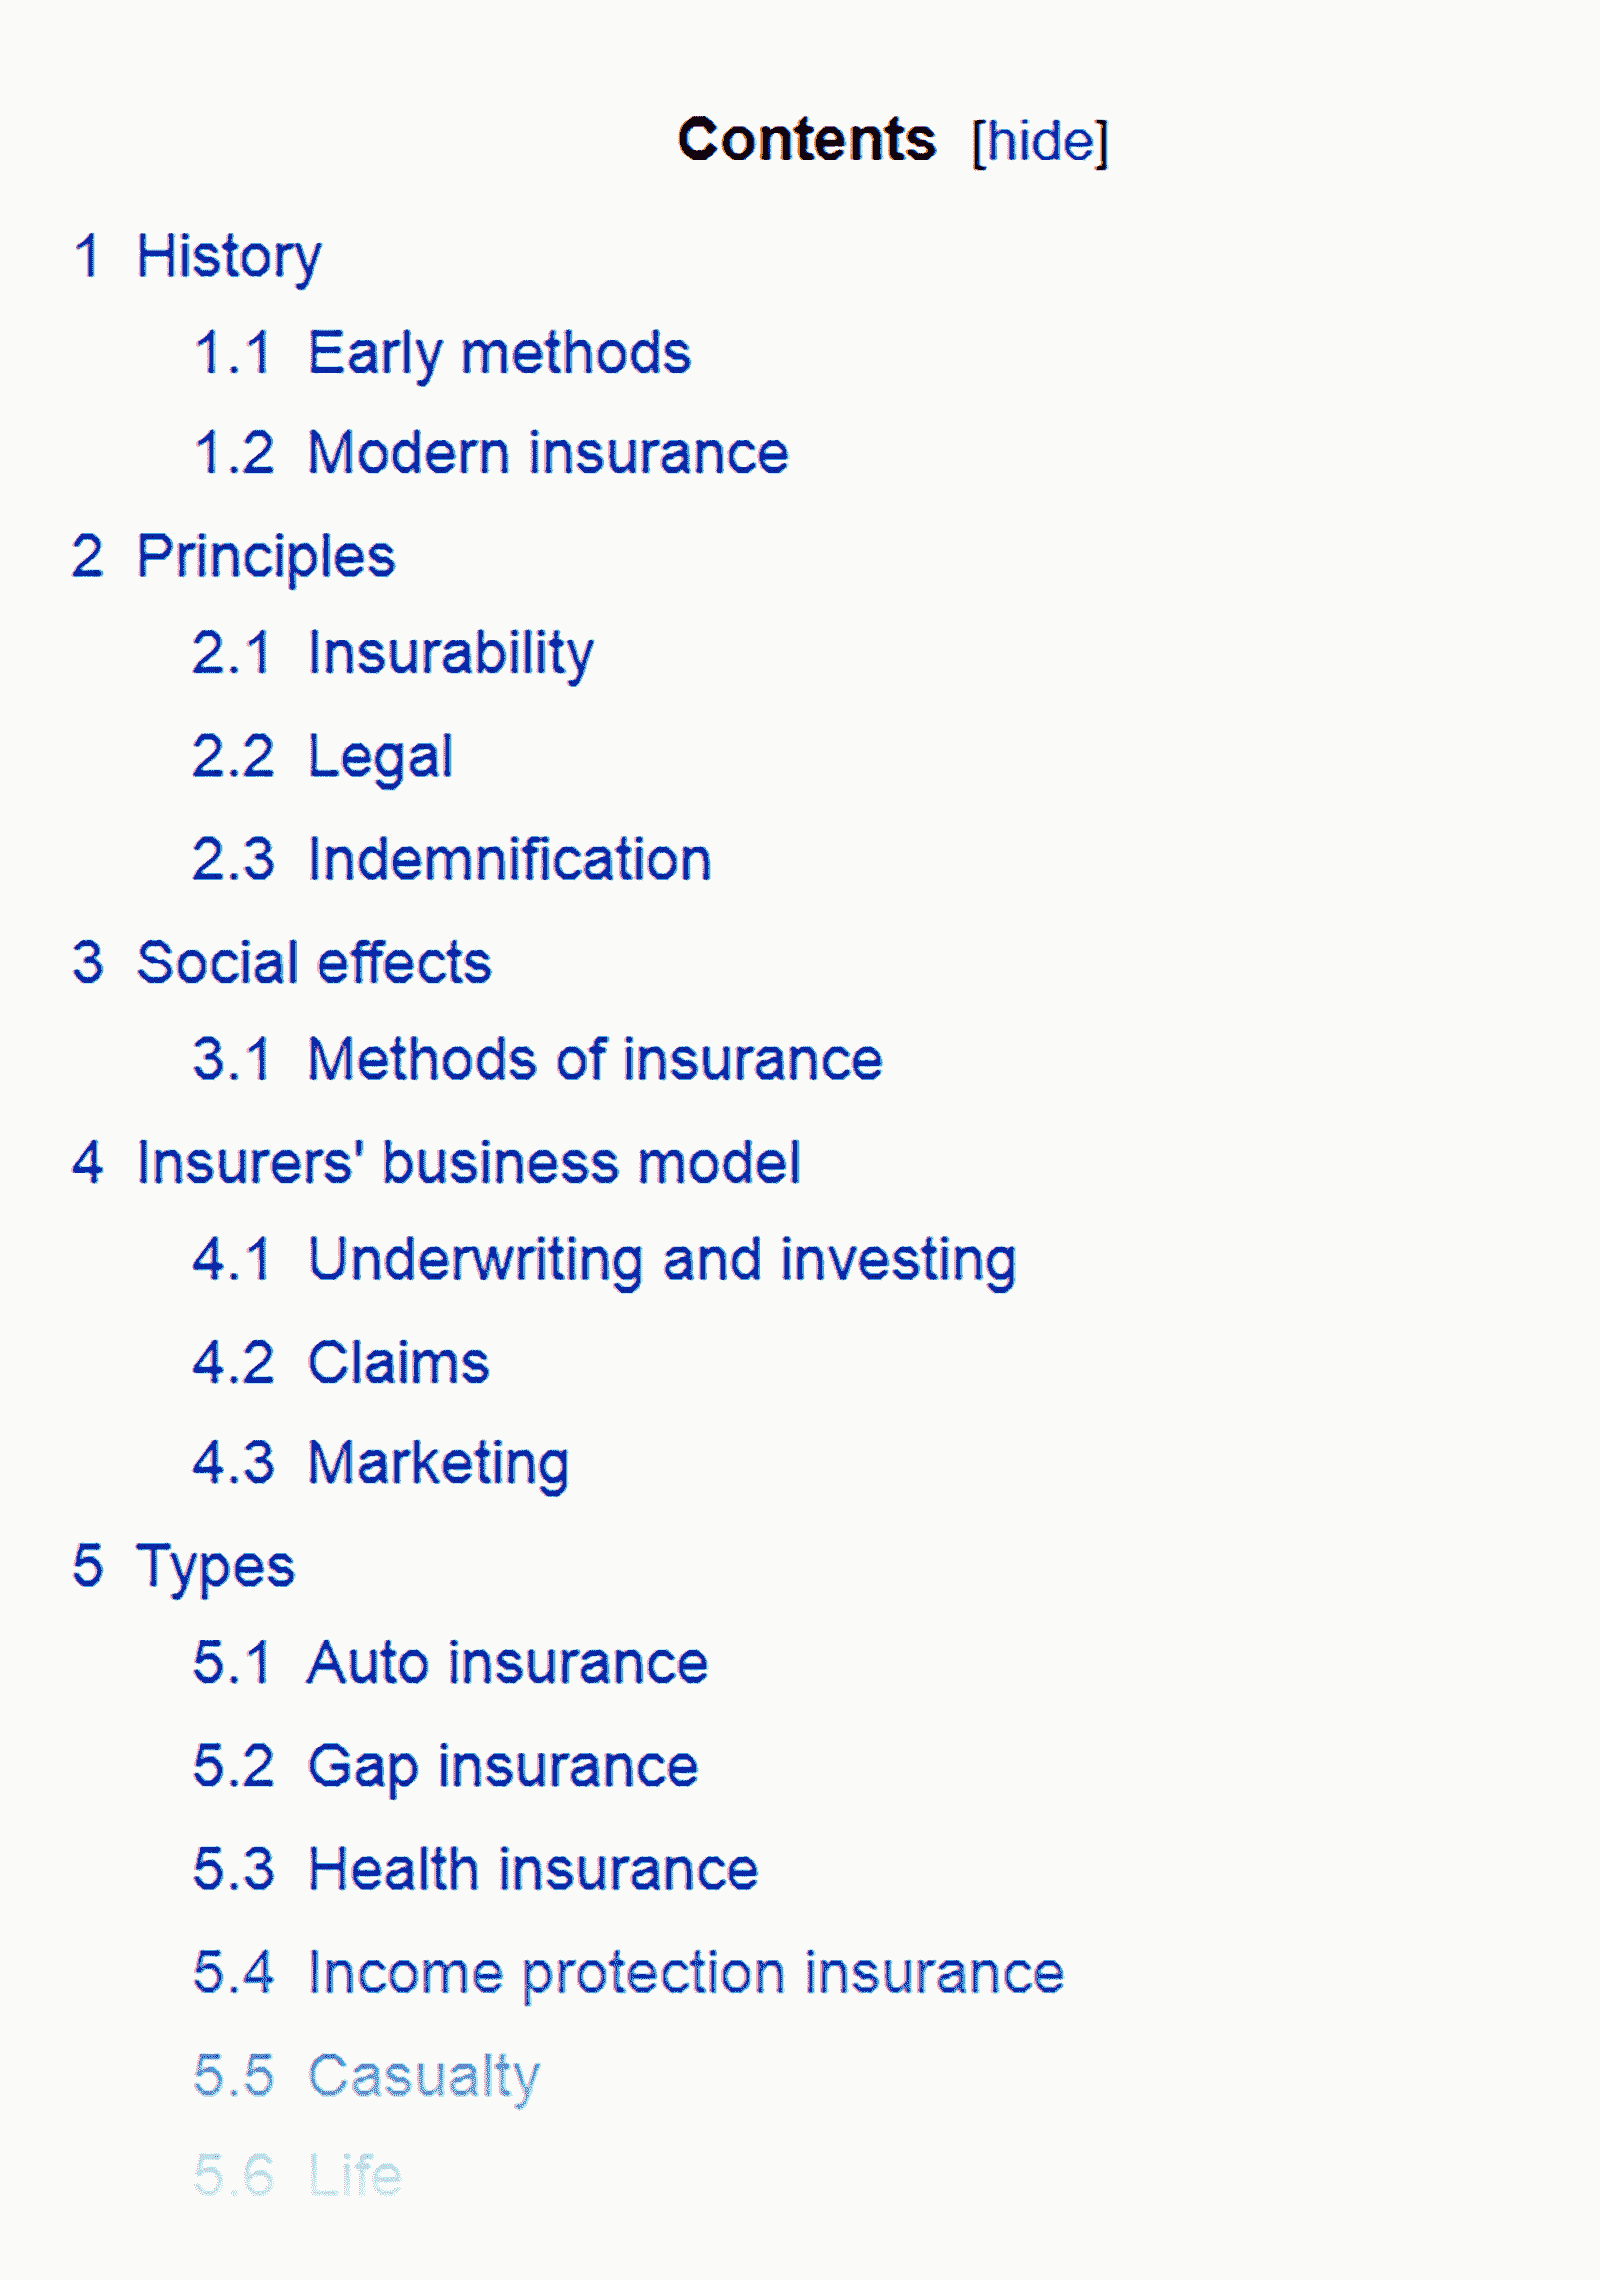 Contents [hide]
1 History
1.1 Early methods
1.2 Modern insurance
2 Principles
2.1 Insurability
2.2 Legal
2.3 Indemnification
3 Social effects
3.1 Methods of insurance
4 Insurers' business model
4.1 Underwriting and investing
4.2 Claims
4.3 Marketing
5 Types
5.1 Auto insurance
5.2 Gap insurance
5.3 Health insurance
5.4 Income protection insurance
5.5 Casualty
5.6 Life